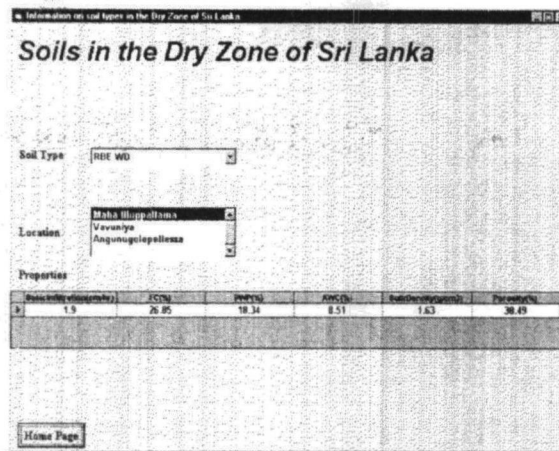 Information on soil types in the Dry Zone of Sri Lanka
Soils in the Dry Zone of Sri Lanka
Soil Type RBE WD
Maha Illuppallama
Vavuniya
Location Angunugolepellessa
Properties
FC(%) PWP(%) AWC(%) Porosity(%)
1.9 26.85 18.34 8.51 1.63 38.49
Home Page